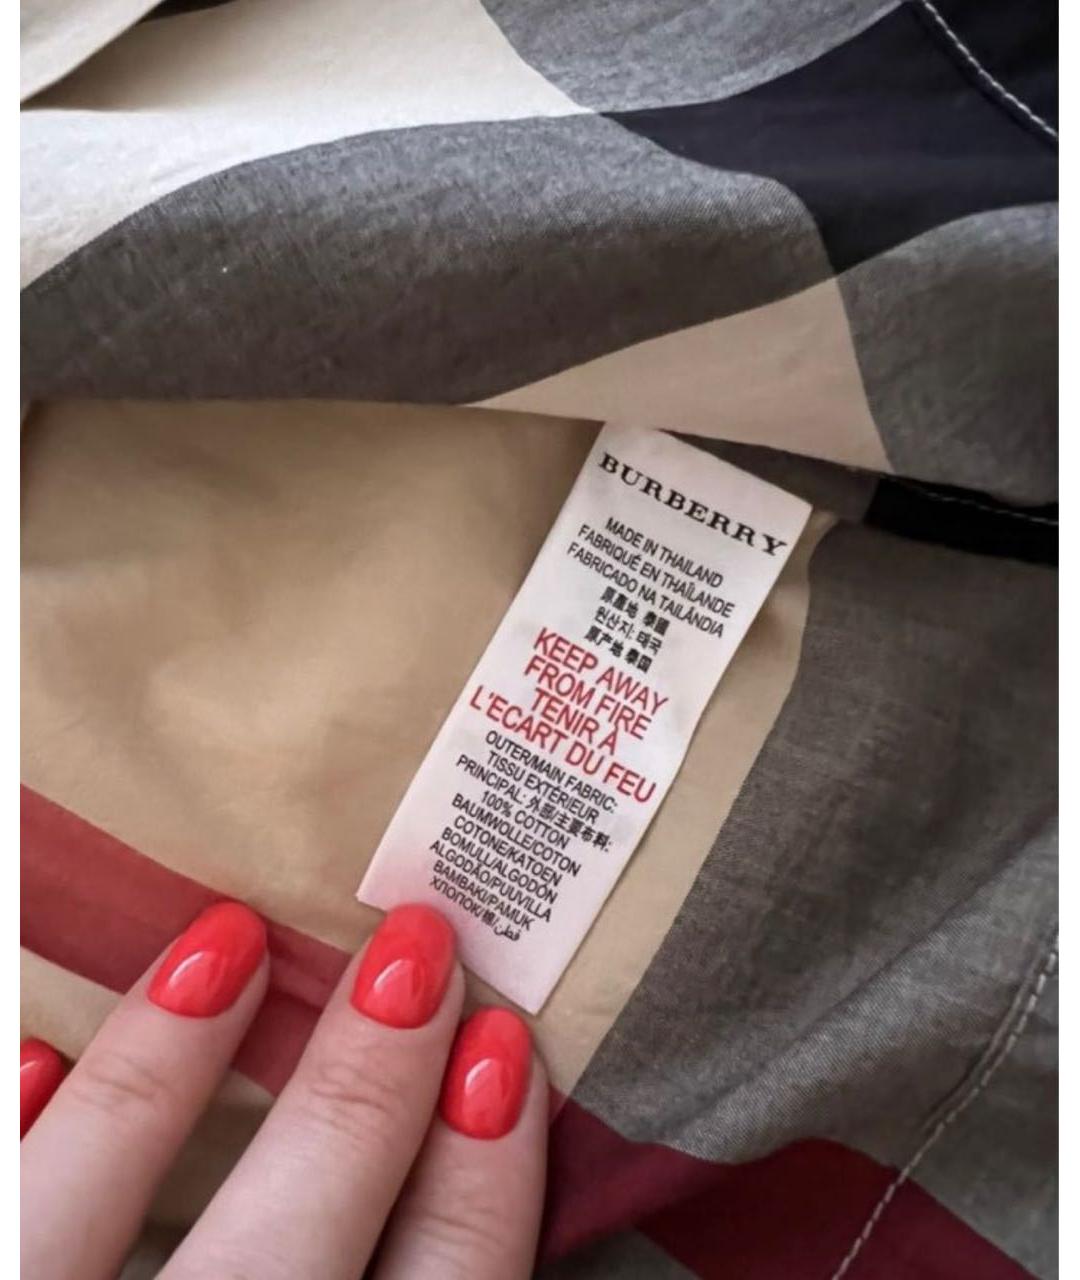 BURBERRY
MADE IN THAILAND
FABRIQUÉ EN THAÏLANDE
FABRICADO NA TAILÂNDIA
原產地 泰國
원산지: 태국
原产地 泰国
KEEP AWAY
FROM FIRE
TENIR À
L'ECART DU FEU
OUTER/MAIN FABRIC:
TISSU EXTÉRIEUR
PRINCIPAL: 外部/主要布料:
100% COTTON
BAUMWOLLE/COTON
COTONE/KATOEN
BOMULL/ALGODÓN
ALGODÃO/PUUVILLA
BAMBAKI/PAMUK
ХЛОПОК/棉/قطن